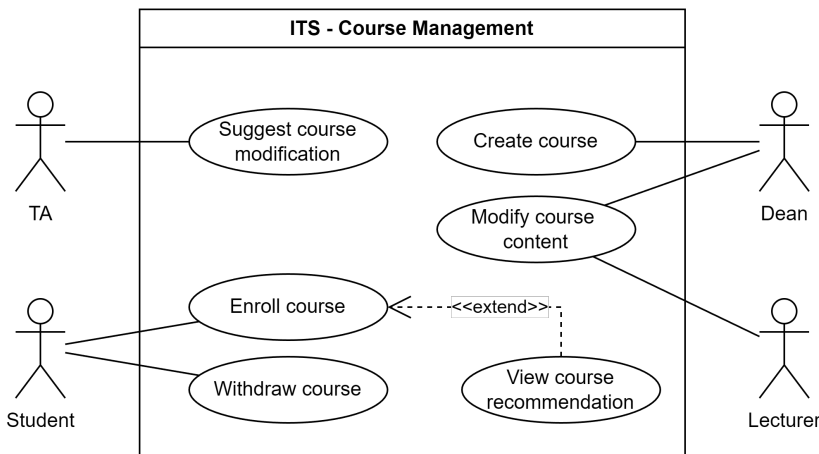 ITS - Course Management
Suggest course
modification
Create course
TA
Dean
Modify course
content
Enroll course
<<extend>>
Withdraw course
View course
recommendation
Student
Lecturer